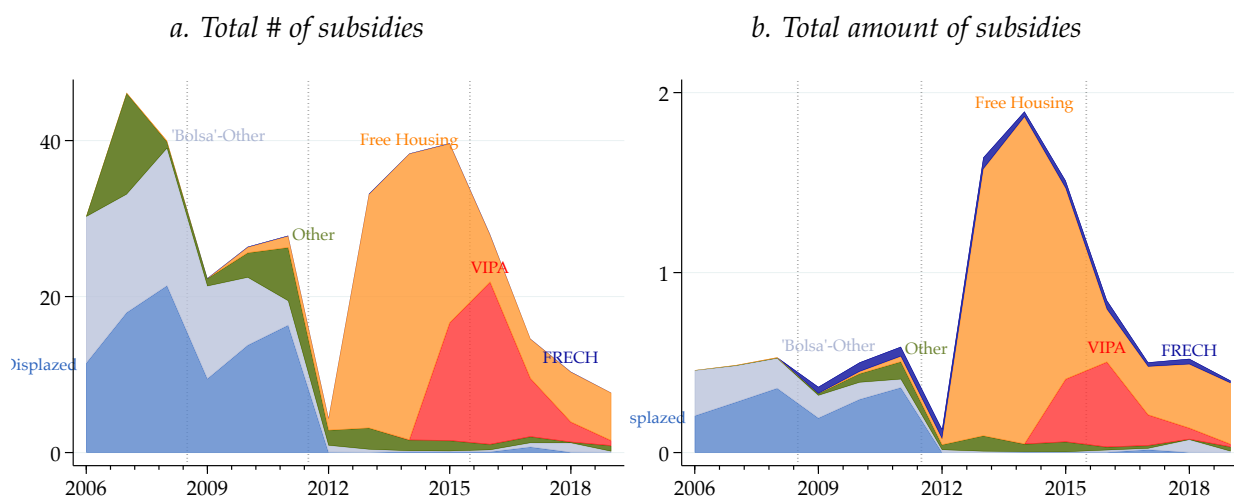 a. Total # of subsidies
b. Total amount of subsidies
40
20
0
'Bolsa'-Other
Free Housing
Other
VIPA
FRECH
Displazed
2006
2009
2012
2015
2018
2
1
0
Free Housing
'Bolsa'-Other
Other
VIPA
FRECH
splazed
2006
2009
2012
2015
2018